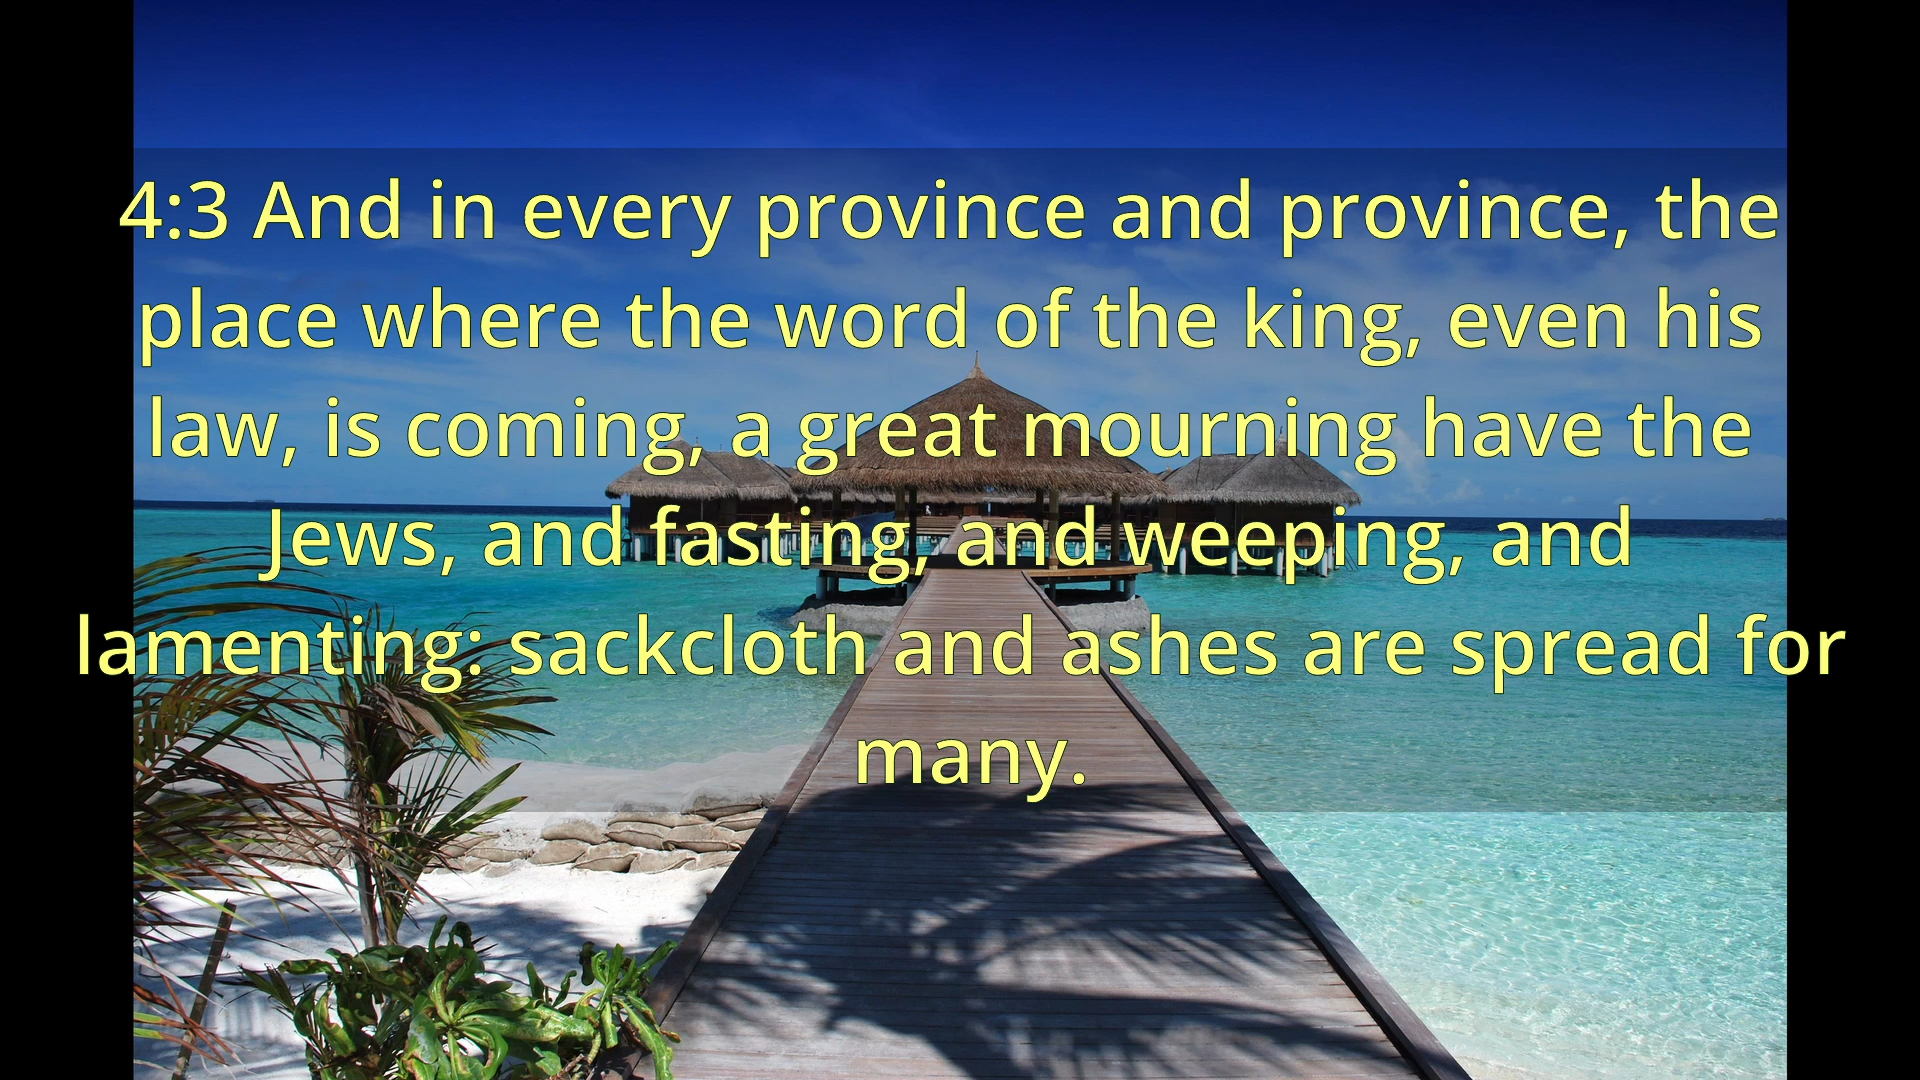 4:3 And in every province and province, the
place where the word of the king, even his
law, is coming, a great mourning have the
Jews, and fasting, and weeping, and
lamenting: sackcloth and ashes are spread for
many.